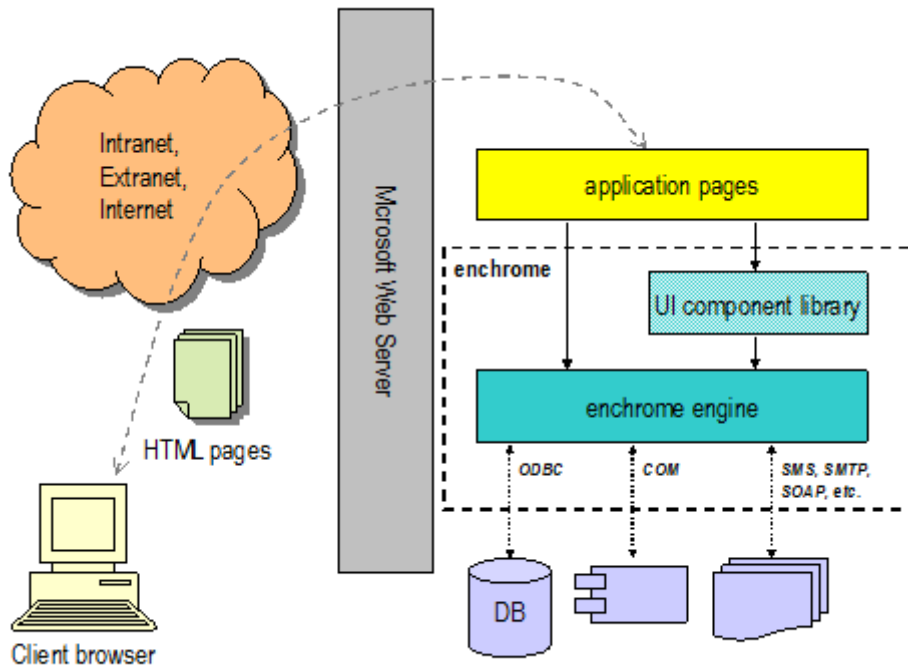 Intranet,
Extranet,
Internet
Microsoft Web Server
application pages
enchrome
UI component library
enchrome engine
HTML pages
ODBC
COM
SMS, SMTP,
SOAP, etc.
DB
Client browser